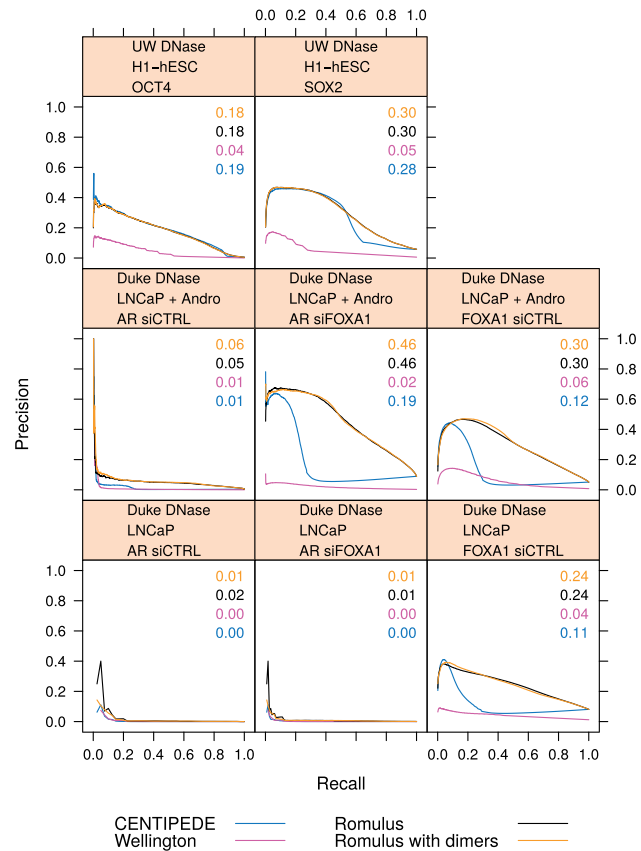 0.0 0.2 0.4 0.6 0.8 1.0
UW DNase
H1−hESC
OCT4
UW DNase
H1−hESC
SOX2
1.0
0.8
0.6
0.4
0.2
0.0
0.18
0.18
0.04
0.19
0.30
0.30
0.05
0.28
Duke DNase
LNCaP + Andro
AR siCTRL
Duke DNase
LNCaP + Andro
AR siFOXA1
Duke DNase
LNCaP + Andro
FOXA1 siCTRL
0.06
0.05
0.01
0.01
0.46
0.46
0.02
0.19
0.30
0.30
0.06
0.12
1.0
0.8
0.6
0.4
0.2
0.0
Precision
Duke DNase
LNCaP
AR siCTRL
Duke DNase
LNCaP
AR siFOXA1
Duke DNase
LNCaP
FOXA1 siCTRL
1.0
0.8
0.6
0.4
0.2
0.0
0.01
0.02
0.00
0.00
0.01
0.01
0.00
0.00
0.24
0.24
0.04
0.11
0.0 0.2 0.4 0.6 0.8 1.0
0.0 0.2 0.4 0.6 0.8 1.0
Recall
CENTIPEDE
Wellington
Romulus
Romulus with dimers